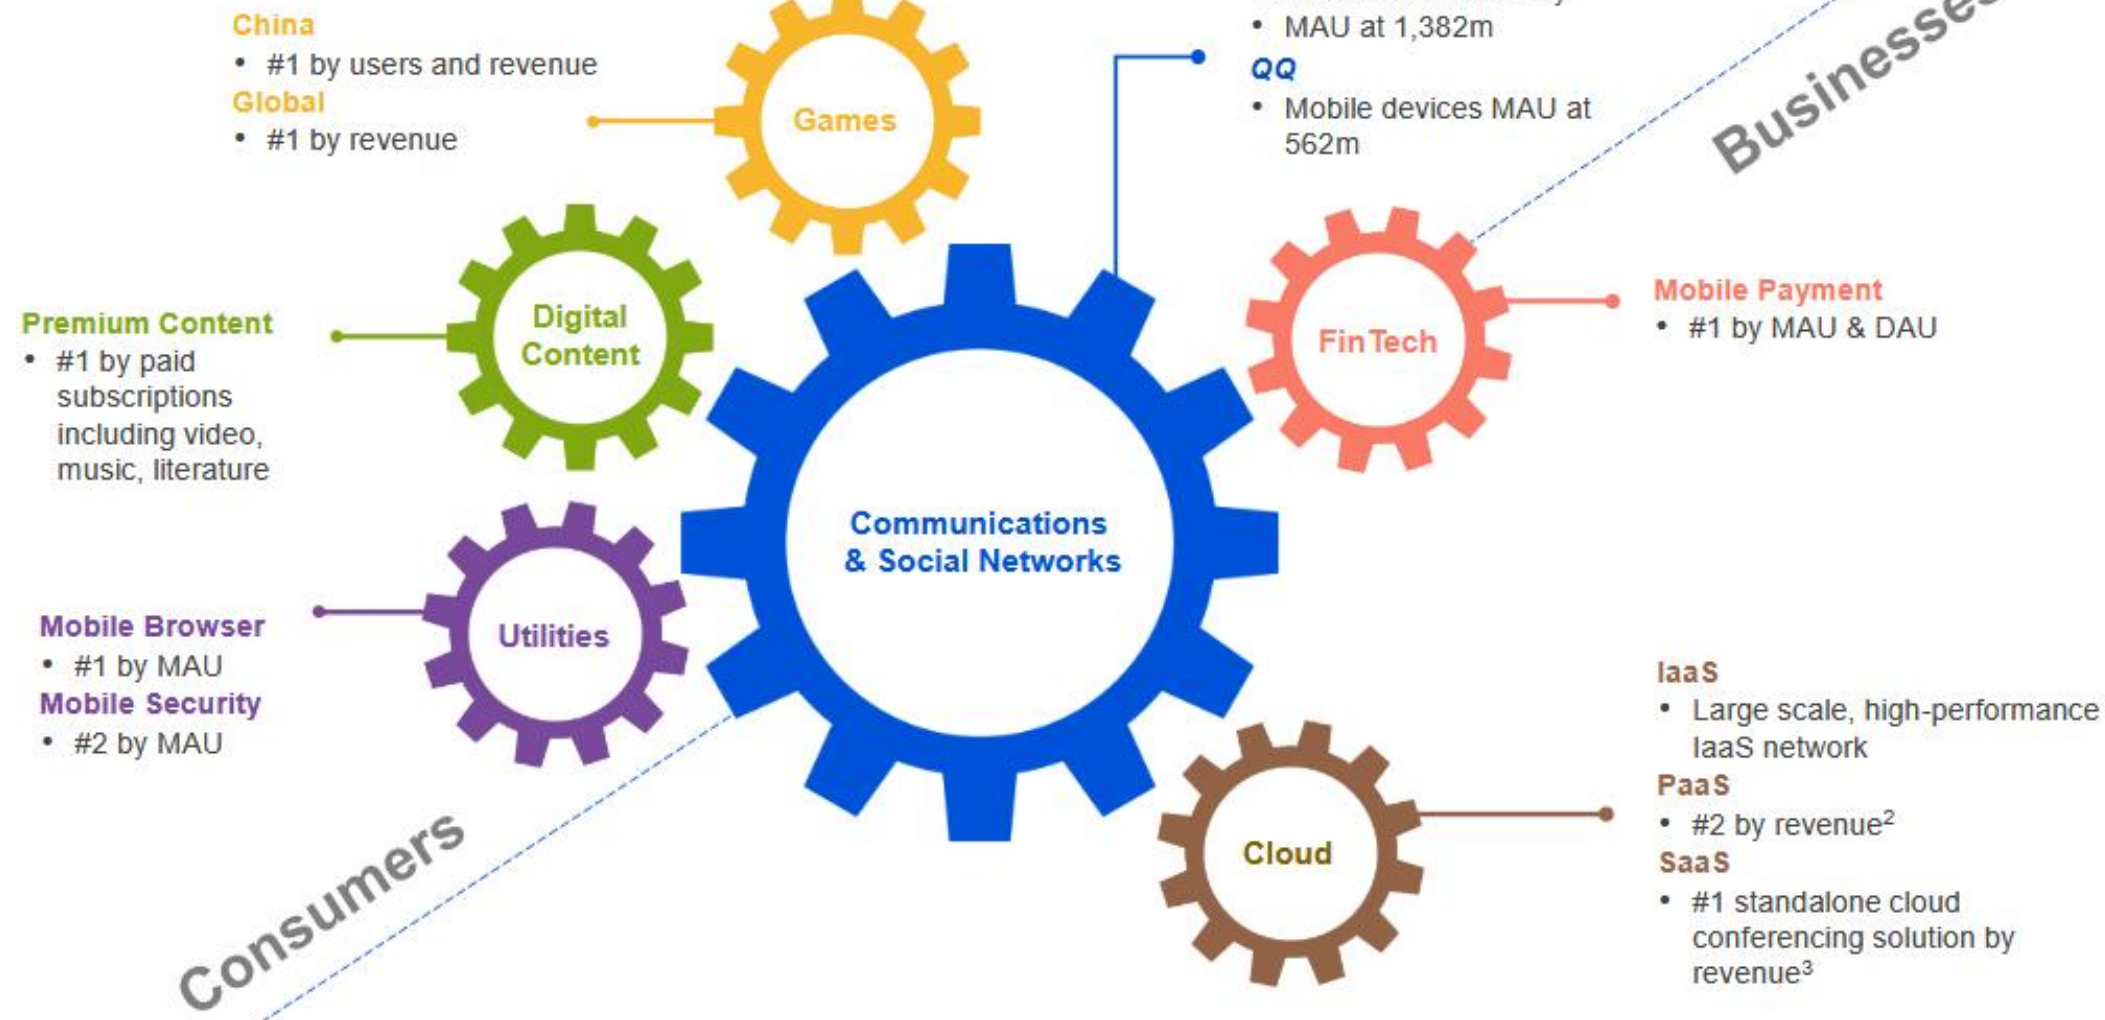 China
• #1 by users and revenue
Global
• #1 by revenue
Games
• MAU at 1,382m
QQ
• Mobile devices MAU at
562m
Businesses
Premium Content
• #1 by paid
subscriptions
including video,
music, literature
Digital
Content
FinTech
Mobile Payment
• #1 by MAU & DAU
Communications
& Social Networks
Mobile Browser
• #1 by MAU
Mobile Security
• #2 by MAU
Utilities
Consumers
Cloud
IaaS
• Large scale, high-performance
IaaS network
PaaS
• #2 by revenue²
SaaS
• #1 standalone cloud
conferencing solution by
revenue³